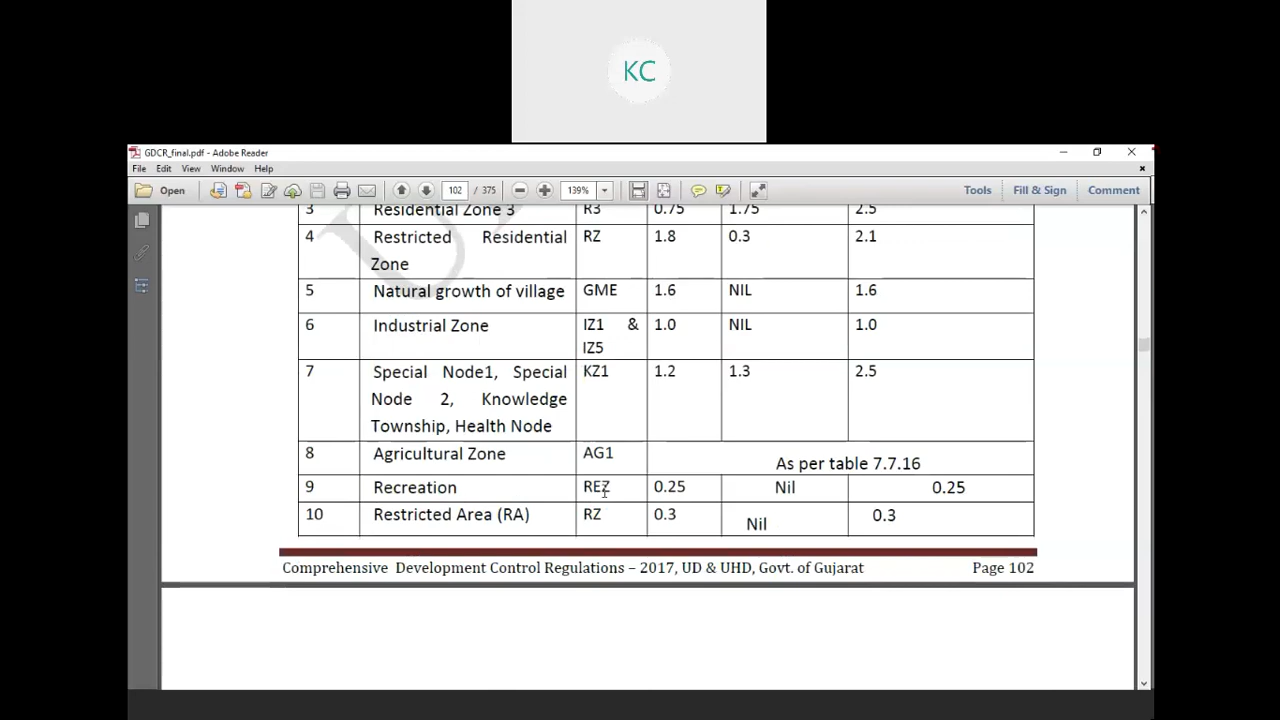 KC
GDCR_final.pdf - Adobe Reader
File Edit View Window Help
Open 102 / 375 139% Tools Fill & Sign Comment
3 Residential Zone 3 R3 0.75 1.75 2.5
4 Restricted Residential RZ 1.8 0.3 2.1
Zone
5 Natural growth of village GME 1.6 NIL 1.6
6 Industrial Zone IZ1 & 1.0 NIL 1.0
IZ5
7 Special Node1, Special KZ1 1.2 1.3 2.5
Node 2, Knowledge
Township, Health Node
8 Agricultural Zone AG1 As per table 7.7.16
9 Recreation REZ 0.25 Nil 0.25
10 Restricted Area (RA) RZ 0.3 Nil 0.3
Comprehensive Development Control Regulations – 2017, UD & UHD, Govt. of Gujarat Page 102